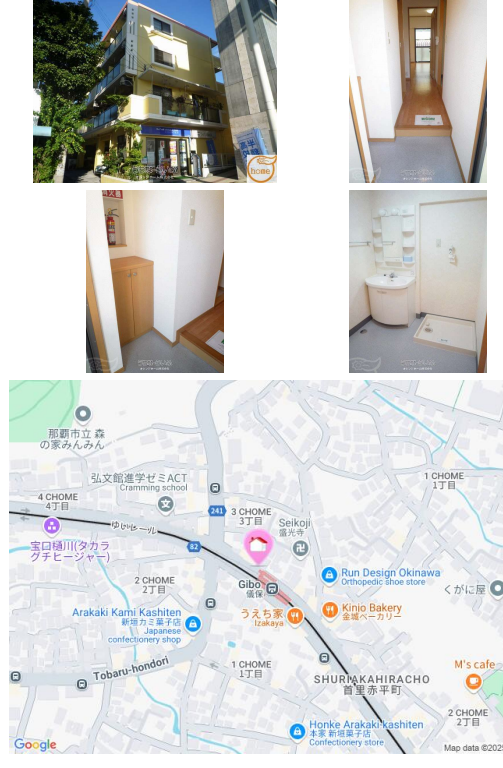 home
那覇市立 森
の家みんみん
弘文館進学ゼミACT
Cramming school
1 CHOME
1丁目
4 CHOME
4丁目
241
3 CHOME
3丁目
ゆいレール
Seikoji
盛光寺
宝口樋川(タカラ
グチヒージャー)
82
Run Design Okinawa
Orthopedic shoe store
2 CHOME
2丁目
Gibo
儀保
くがに屋
Arakaki Kami Kashiten
新垣カミ菓子店
Japanese
confectionery shop
うえち家
Izakaya
Kinjo Bakery
金城ベーカリー
Tobaru-hondori
1 CHOME
1丁目
M's cafe
SHURIAKAHIRACHO
首里赤平町
2 CHOME
2丁目
Honke Arakaki kashiten
本家 新垣菓子店
Confectionery store
Google